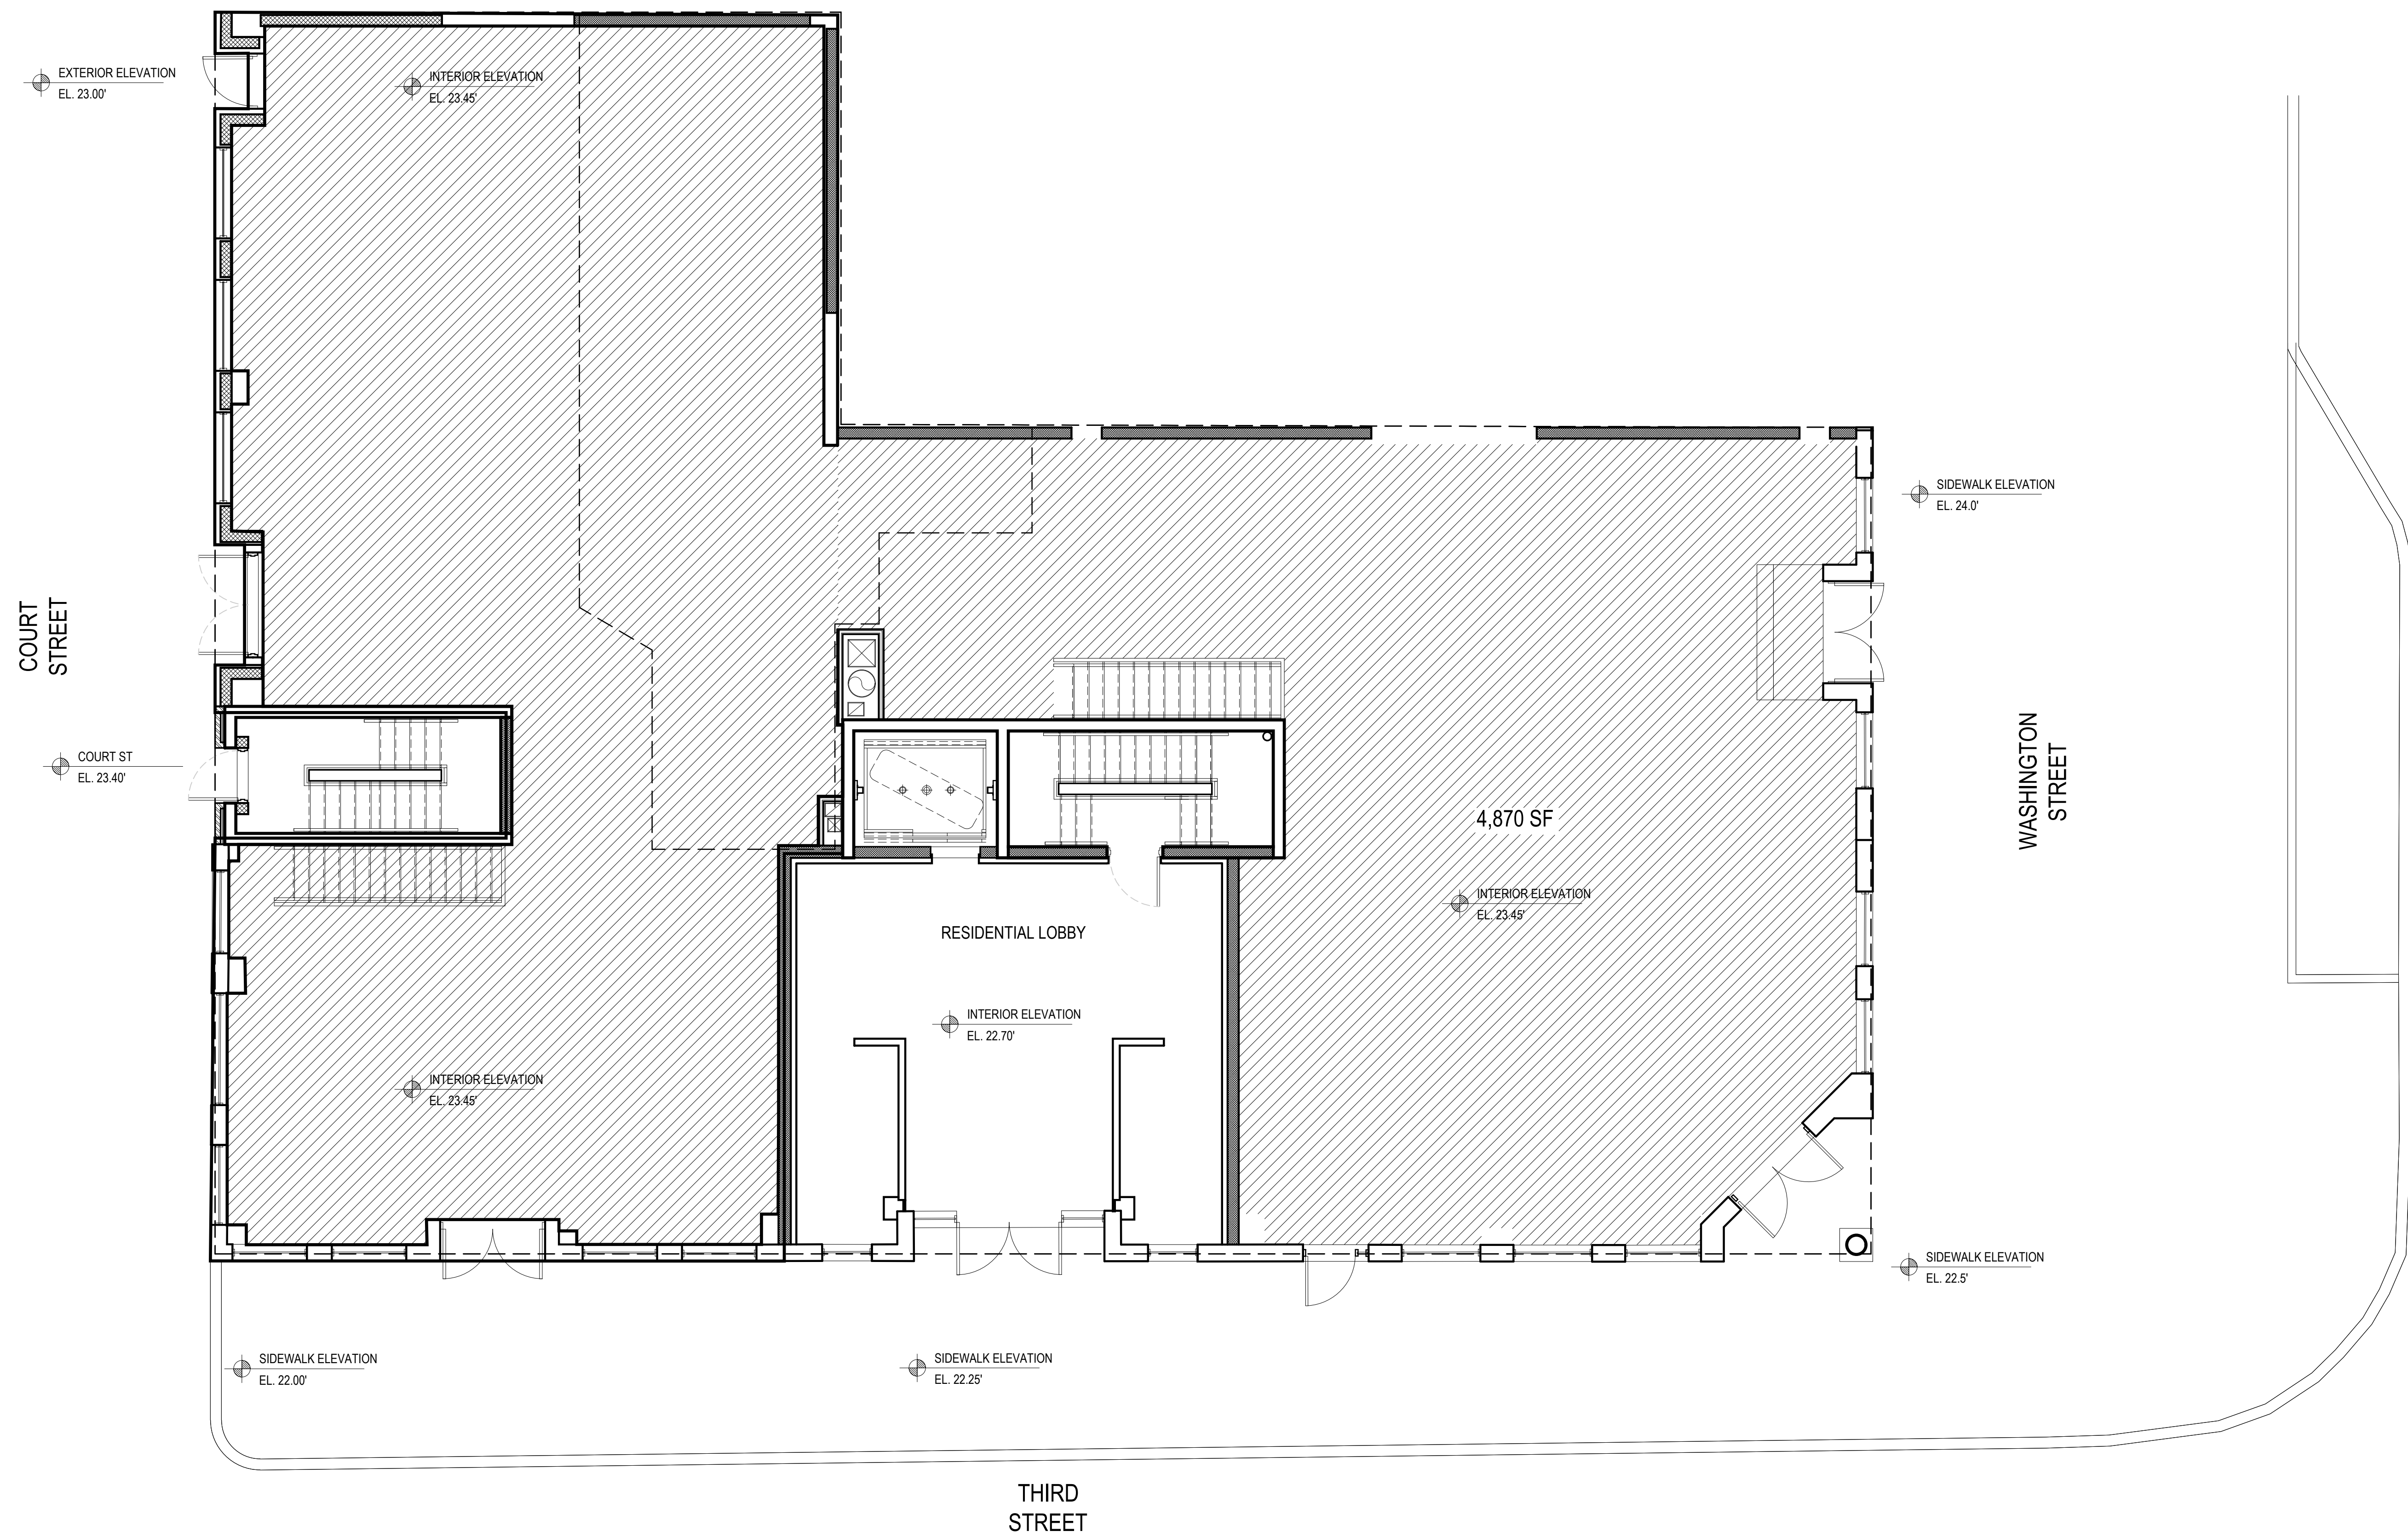 EXTERIOR ELEVATION
EL. 23.00'
INTERIOR ELEVATION
EL. 23.45'
SIDEWALK ELEVATION
EL. 24.0'
COURT
STREET
COURT ST
EL. 23.40'
WASHINGTON
STREET
4,870 SF
INTERIOR ELEVATION
EL. 23.45'
RESIDENTIAL LOBBY
INTERIOR ELEVATION
EL. 22.70'
INTERIOR ELEVATION
EL. 23.45'
SIDEWALK ELEVATION
EL. 22.5'
SIDEWALK ELEVATION
EL. 22.00'
SIDEWALK ELEVATION
EL. 22.25'
THIRD
STREET